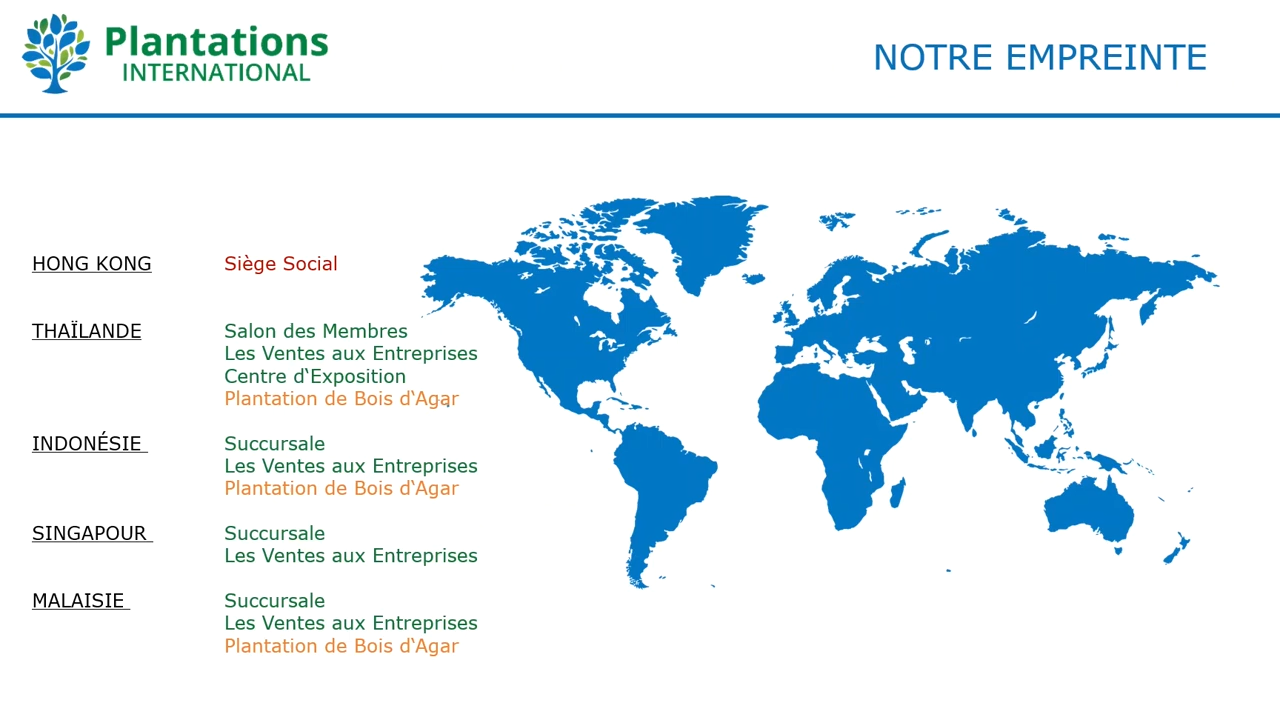 Plantations
INTERNATIONAL
NOTRE EMPREINTE
HONG KONG Siège Social
THAÏLANDE Salon des Membres
Les Ventes aux Entreprises
Centre d‘Exposition
Plantation de Bois d‘Agar
INDONÉSIE Succursale
Les Ventes aux Entreprises
Plantation de Bois d‘Agar
SINGAPOUR Succursale
Les Ventes aux Entreprises
MALAISIE Succursale
Les Ventes aux Entreprises
Plantation de Bois d‘Agar